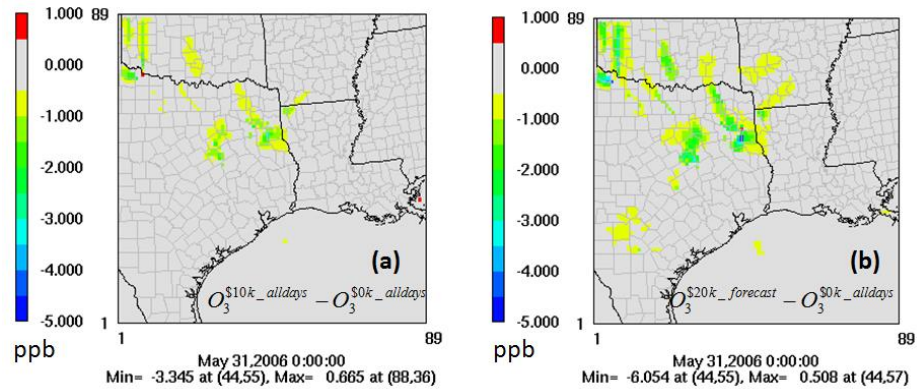 1.000
0.000
-1.000
-2.000
-3.000
-4.000
-5.000
ppb
89
1
1
89
(a)
O_3^{$10k_alldays} − O_3^{$0k_alldays}
May 31,2006 0:00:00
Min= -3.345 at (44,55), Max= 0.665 at (88,36)
1.000
0.000
-1.000
-2.000
-3.000
-4.000
-5.000
ppb
89
1
1
89
(b)
O_3^{$20k_forecast} − O_3^{$0k_alldays}
May 31,2006 0:00:00
Min= -6.054 at (44,55), Max= 0.508 at (44,57)